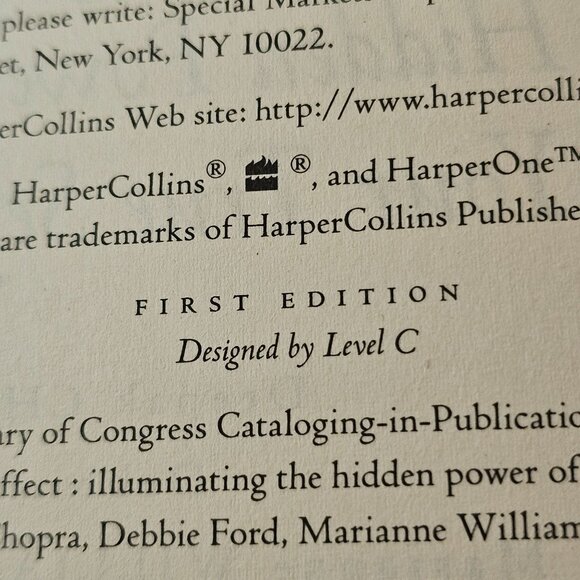 please write: Special
et, New York, NY 10022.
erCollins Web site: http://www.harpercolli
HarperCollins®, ®, and HarperOne™
are trademarks of HarperCollins Publishe
FIRST EDITION
Designed by Level C
ary of Congress Cataloging-in-Publicatio
ffect : illuminating the hidden power of
hopra, Debbie Ford, Marianne William